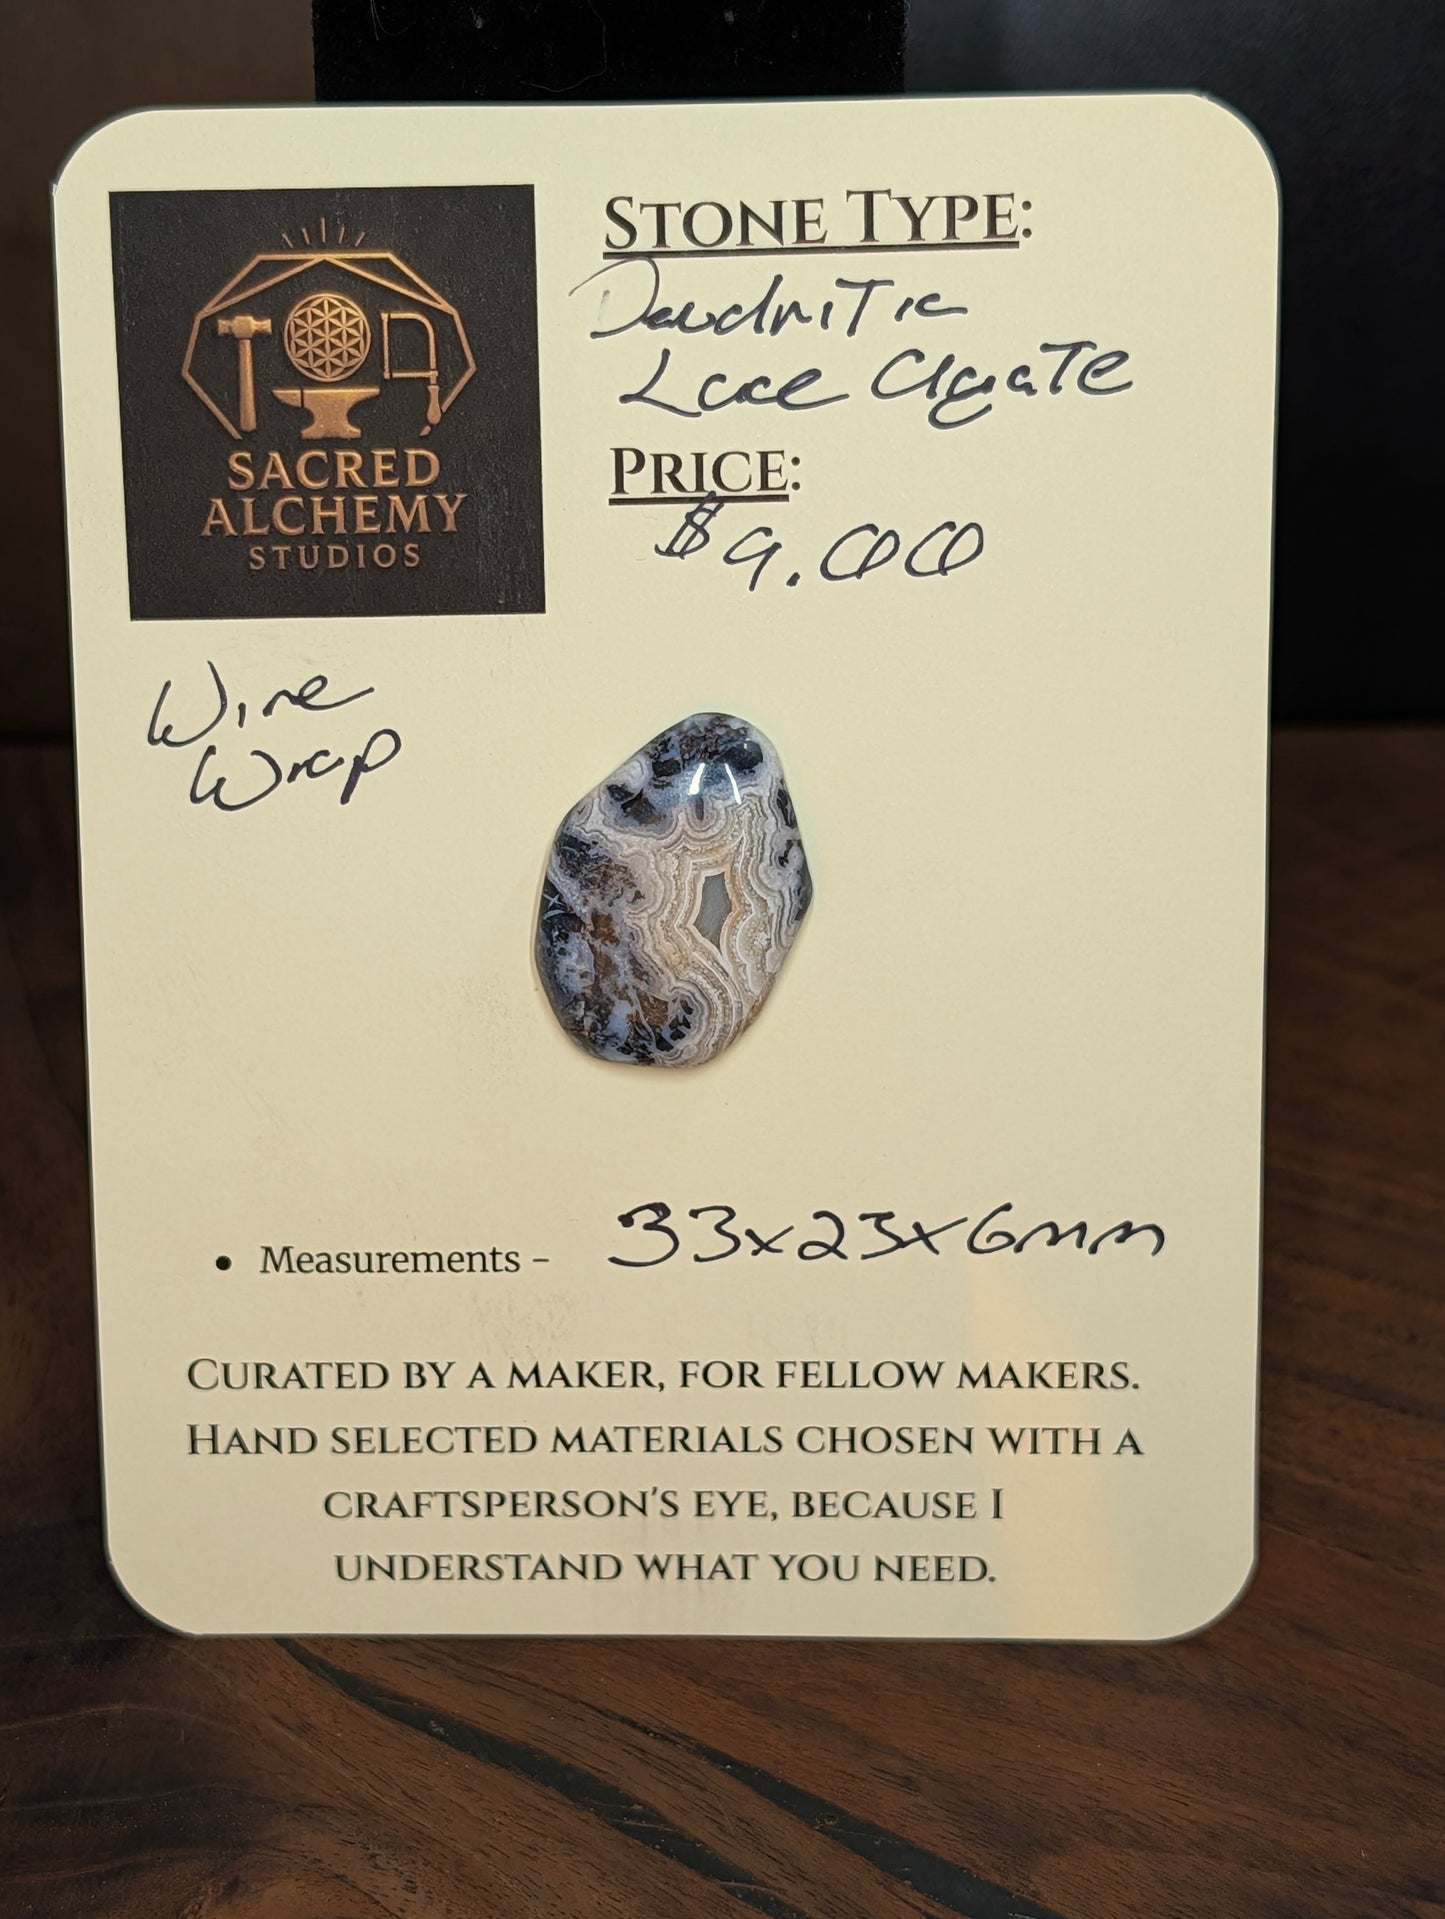 SACRED
ALCHEMY
STUDIOS
STONE TYPE:
Dendritic
Lace Agate
PRICE:
$9.00
Wire
Wrap
• Measurements - 33x23x6mm
CURATED BY A MAKER, FOR FELLOW MAKERS.
HAND SELECTED MATERIALS CHOSEN WITH A
CRAFTSPERSON'S EYE, BECAUSE I
UNDERSTAND WHAT YOU NEED.